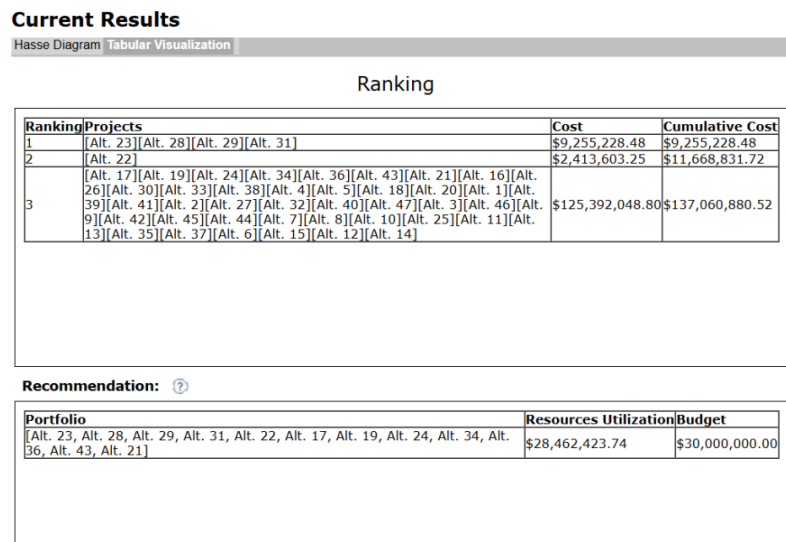 Current Results
Hasse Diagram Tabular Visualization
Ranking
Ranking Projects Cost Cumulative Cost
1 [Alt. 23][Alt. 28][Alt. 29][Alt. 31] $9,255,228.48 $9,255,228.48
2 [Alt. 22] $2,413,603.25 $11,668,831.72
[Alt. 17][Alt. 19][Alt. 24][Alt. 34][Alt. 36][Alt. 43][Alt. 21][Alt. 16][Alt.
26][Alt. 30][Alt. 33][Alt. 38][Alt. 4][Alt. 5][Alt. 18][Alt. 20][Alt. 1][Alt.
3 39][Alt. 41][Alt. 2][Alt. 27][Alt. 32][Alt. 40][Alt. 47][Alt. 3][Alt. 46][Alt. $125,392,048.80 $137,060,880.52
9][Alt. 42][Alt. 45][Alt. 44][Alt. 7][Alt. 8][Alt. 10][Alt. 25][Alt. 11][Alt.
13][Alt. 35][Alt. 37][Alt. 6][Alt. 15][Alt. 12][Alt. 14]
Recommendation: ?
Portfolio Resources Utilization Budget
[Alt. 23, Alt. 28, Alt. 29, Alt. 31, Alt. 22, Alt. 17, Alt. 19, Alt. 24, Alt. 34, Alt. $28,462,423.74 $30,000,000.00
36, Alt. 43, Alt. 21]